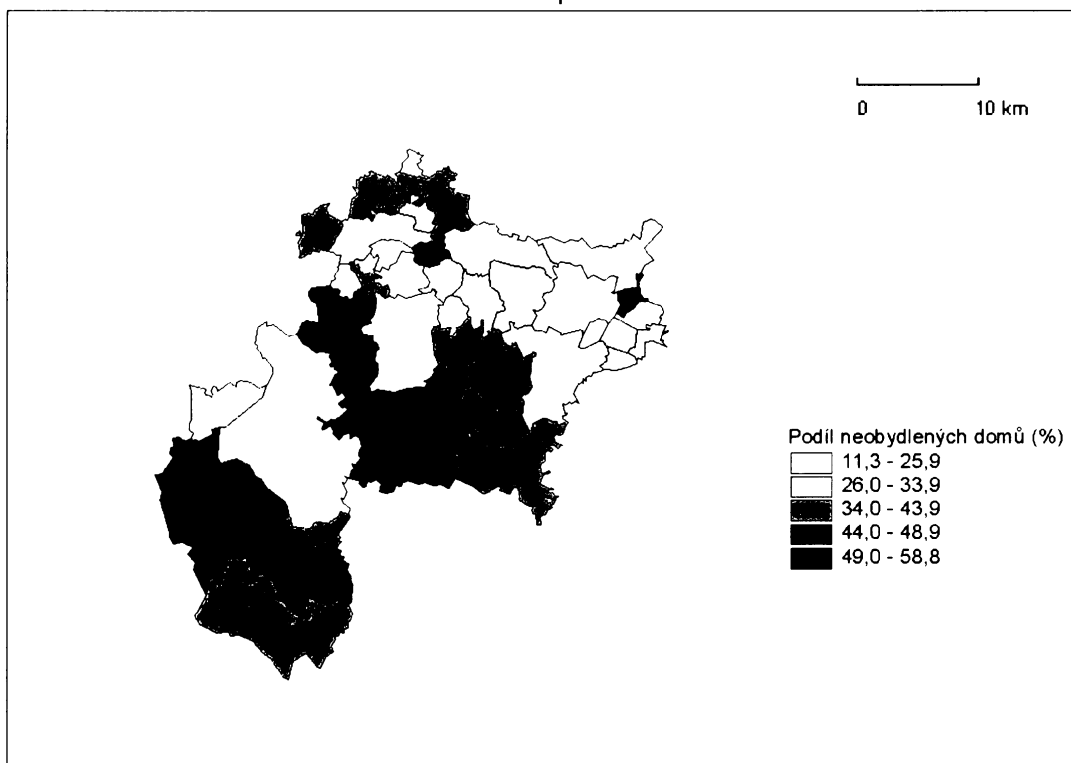 0 10 km
Podíl neobydlených domů (%)
11,3 - 25,9
26,0 - 33,9
34,0 - 43,9
44,0 - 48,9
49,0 - 58,8